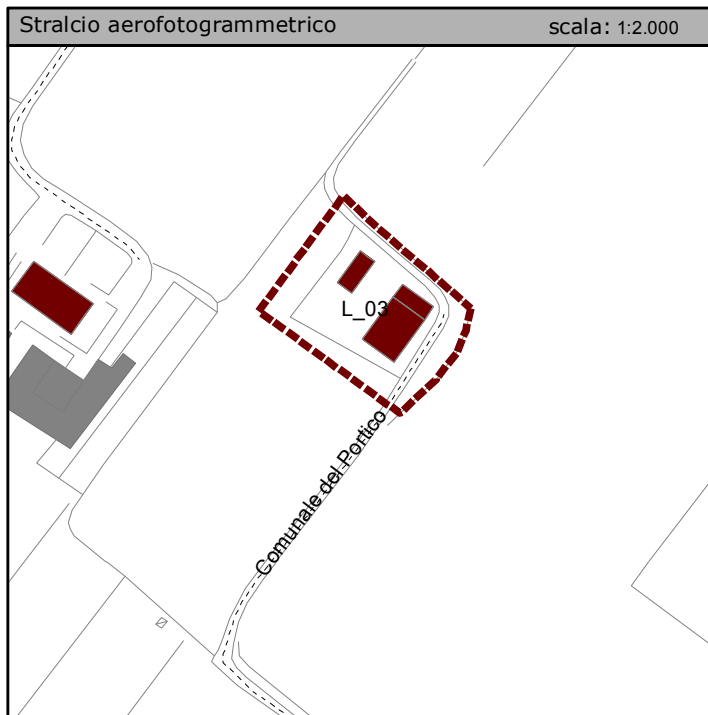 Stralcio aerofotogrammetrico scala: 1:2.000
L_03
Comunale del Portico